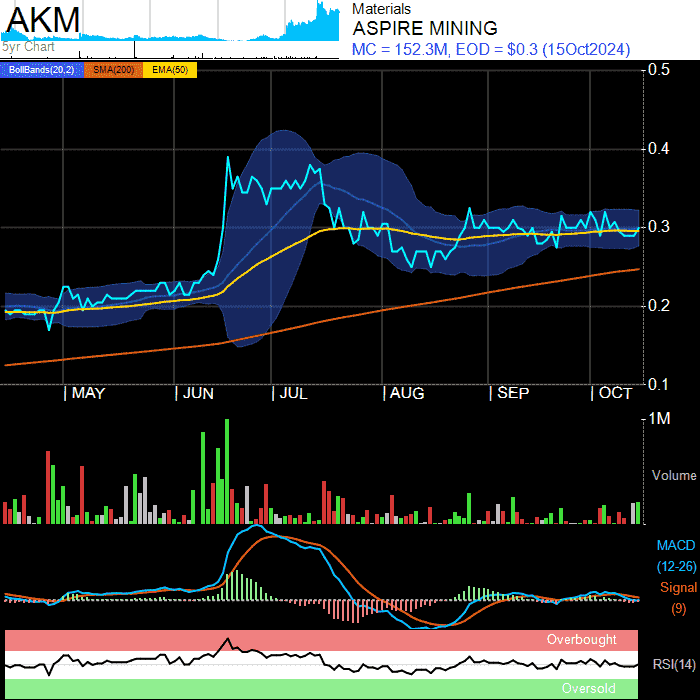 AKM
5yr Chart
Materials
ASPIRE MINING
MC = 152.3M, EOD = $0.3 (15Oct2024)
BollBands(20,2) SMA(200) EMA(50)
0.5
0.4
0.3
0.2
0.1
MAY JUN JUL AUG SEP OCT
1M
Volume
MACD
(12-26)
Signal
(9)
Overbought
RSI(14)
Oversold